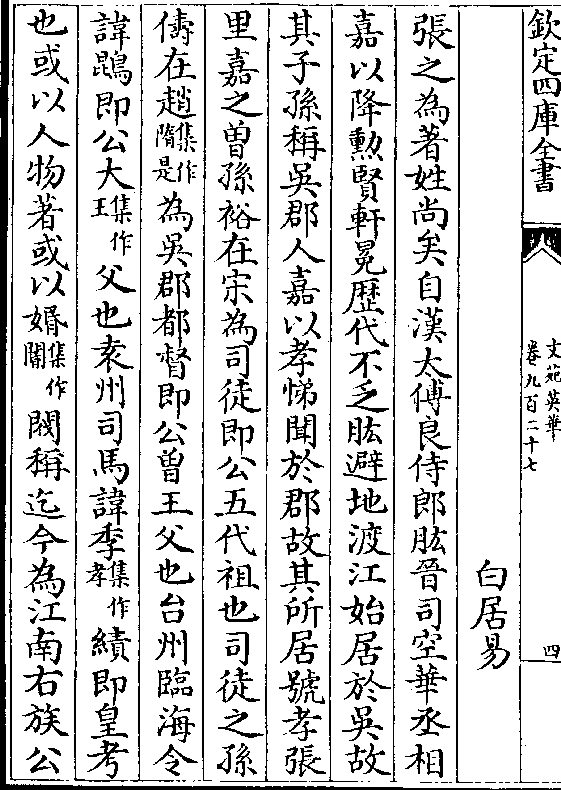 欽定四庫全書
文苑英華
卷九百二十七
四
白居易
張之為著姓尚矣自漢太傅良侍郎肱晉司空華丞相
嘉以降勲賢軒冕歴代不乏肱避地渡江始居於吳故
其子孫稱吳郡人嘉以孝悌聞於郡故其所居號孝張
里嘉之曾孫裕在宋為司徒即公五代祖也司徒之孫
儔在趙集作隋是為吳郡都督即公曾王父也台州臨海令
諱鵾即公大集作王父也袁州司馬諱季集作孝績即皇考
也或以人物著或以婚集作閥閥稱迄今為江南右族公